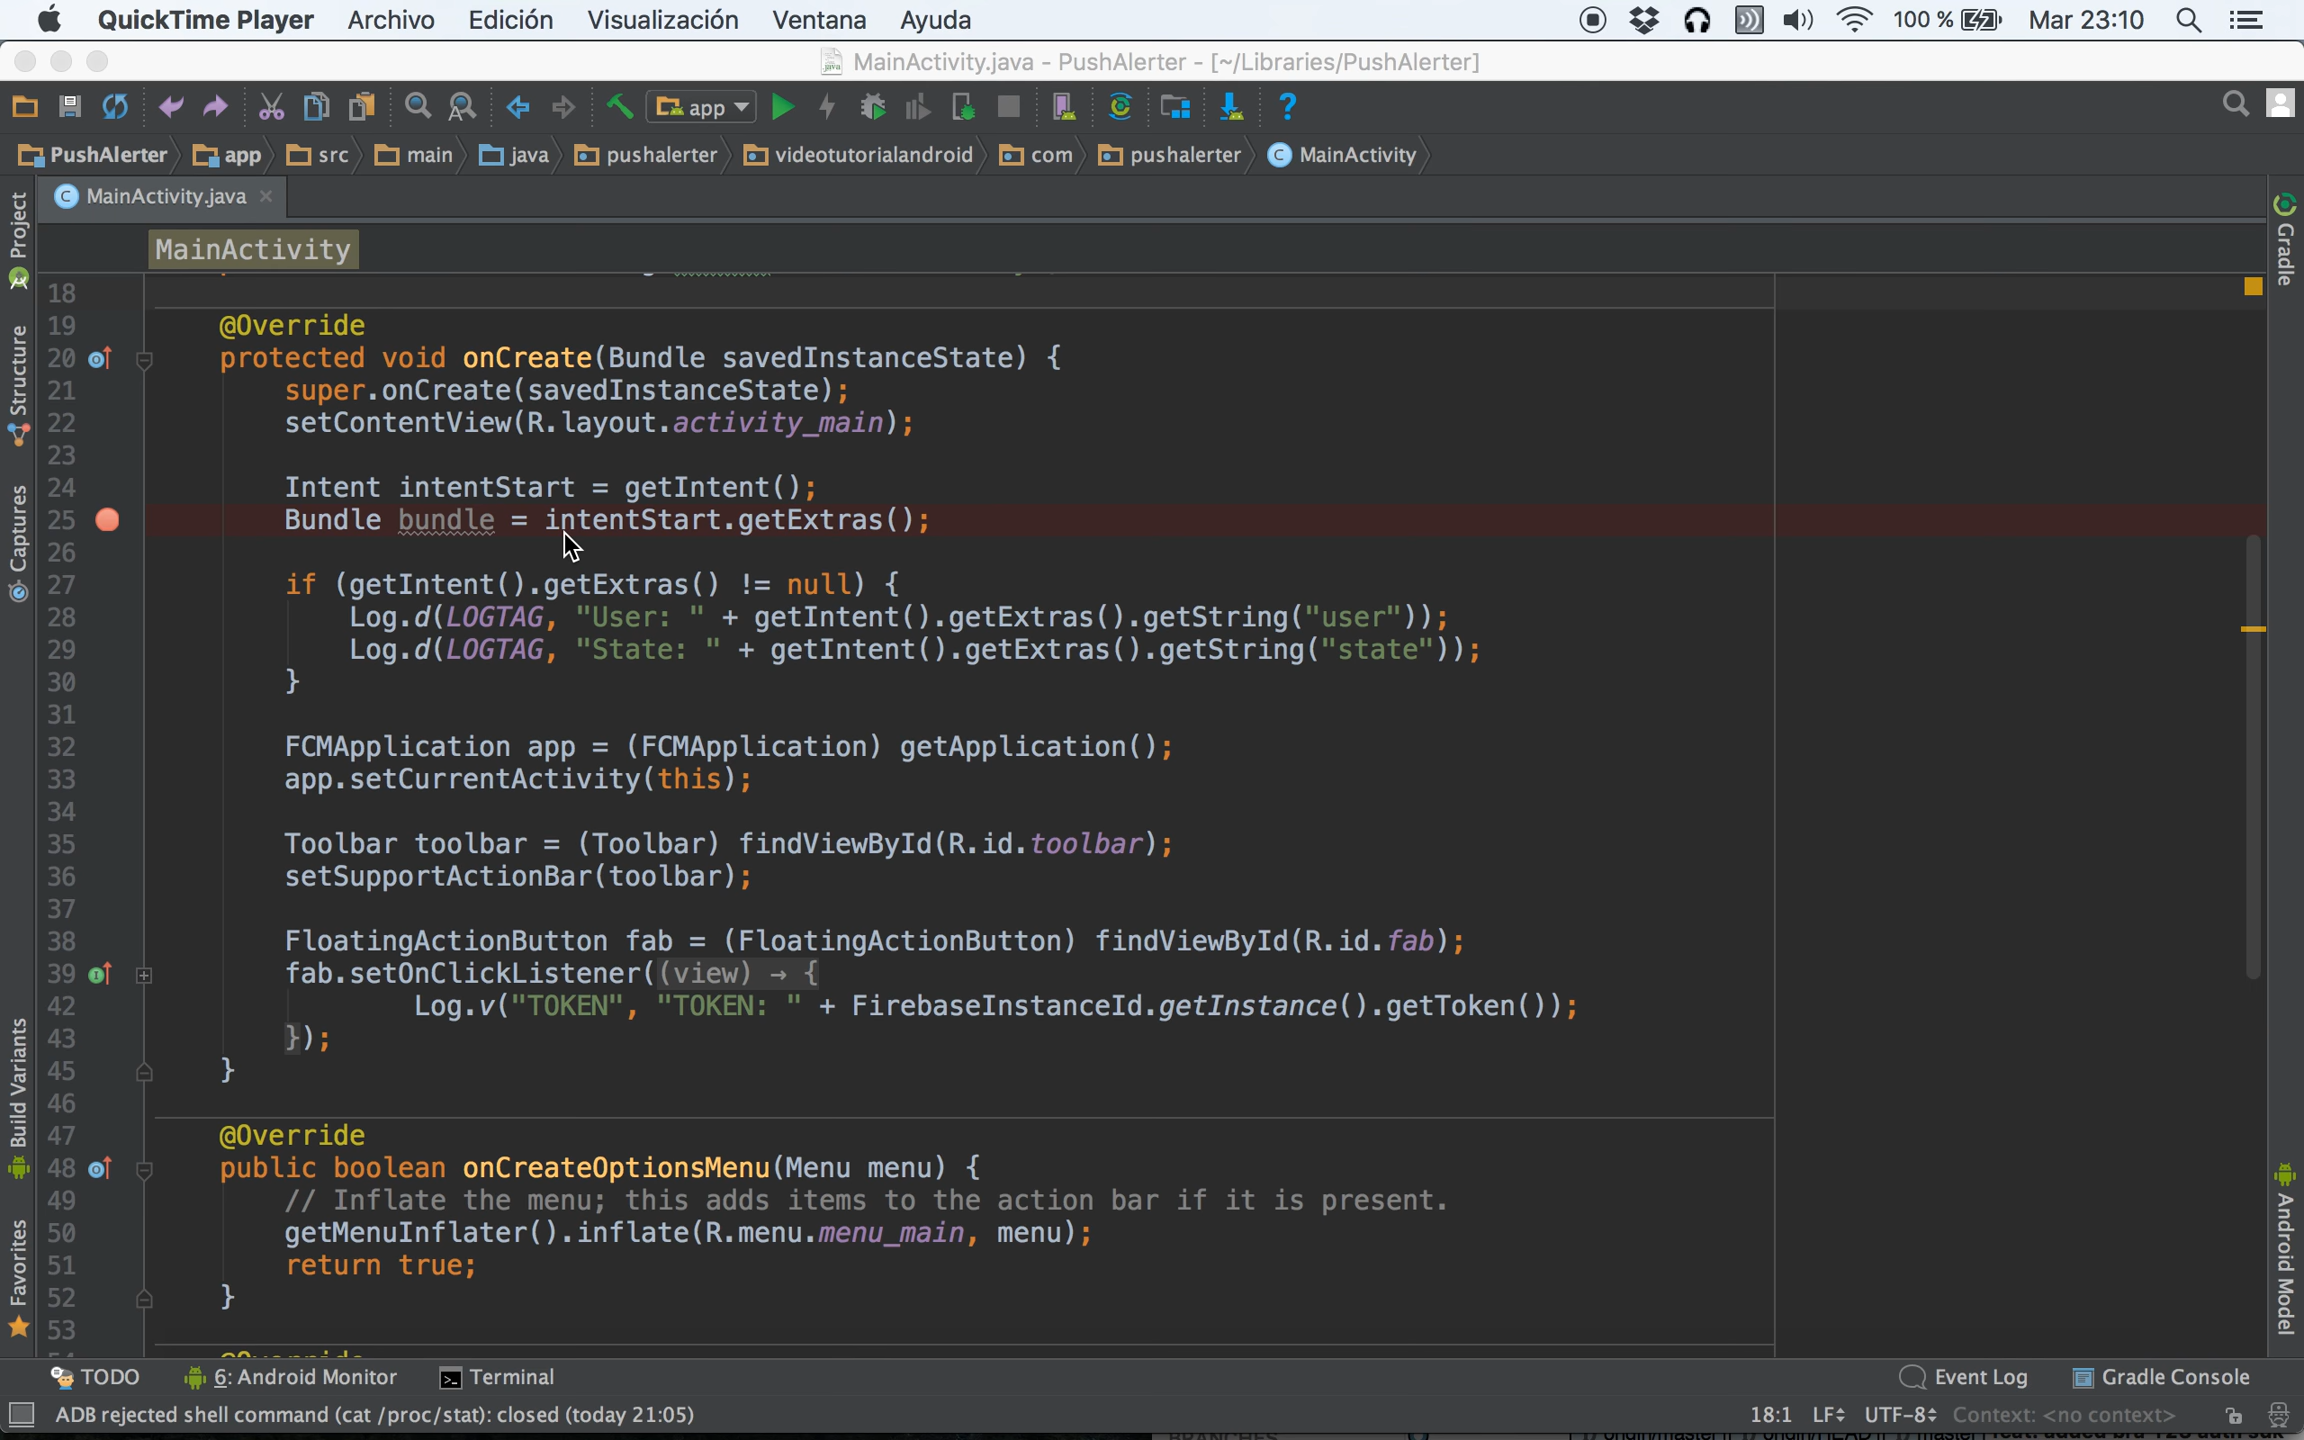 QuickTime Player Archivo Edición Visualización Ventana Ayuda 100 % Mar 23:10
MainActivity.java - PushAlerter - [~/Libraries/PushAlerter]
app
PushAlerter app src main java pushalerter videotutorialandroid com pushalerter MainActivity
MainActivity.java
MainActivity
Project
Structure
Captures
Build Variants
Favorites
Gradle
Android Model
18
19 @Override
20 protected void onCreate(Bundle savedInstanceState) {
21 super.onCreate(savedInstanceState);
22 setContentView(R.layout.activity_main);
23
24 Intent intentStart = getIntent();
25 Bundle bundle = intentStart.getExtras();
26
27 if (getIntent().getExtras() != null) {
28 Log.d(LOGTAG, "User: " + getIntent().getExtras().getString("user"));
29 Log.d(LOGTAG, "State: " + getIntent().getExtras().getString("state"));
30 }
31
32 FCMApplication app = (FCMApplication) getApplication();
33 app.setCurrentActivity(this);
34
35 Toolbar toolbar = (Toolbar) findViewById(R.id.toolbar);
36 setSupportActionBar(toolbar);
37
38 FloatingActionButton fab = (FloatingActionButton) findViewById(R.id.fab);
39 fab.setOnClickListener((view) → {
42 Log.v("TOKEN", "TOKEN: " + FirebaseInstanceId.getInstance().getToken());
43 });
45 }
46
47 @Override
48 public boolean onCreateOptionsMenu(Menu menu) {
49 // Inflate the menu; this adds items to the action bar if it is present.
50 getMenuInflater().inflate(R.menu.menu_main, menu);
51 return true;
52 }
53
TODO 6: Android Monitor Terminal Event Log Gradle Console
ADB rejected shell command (cat /proc/stat): closed (today 21:05) 18:1 LF UTF-8 Context: <no context>